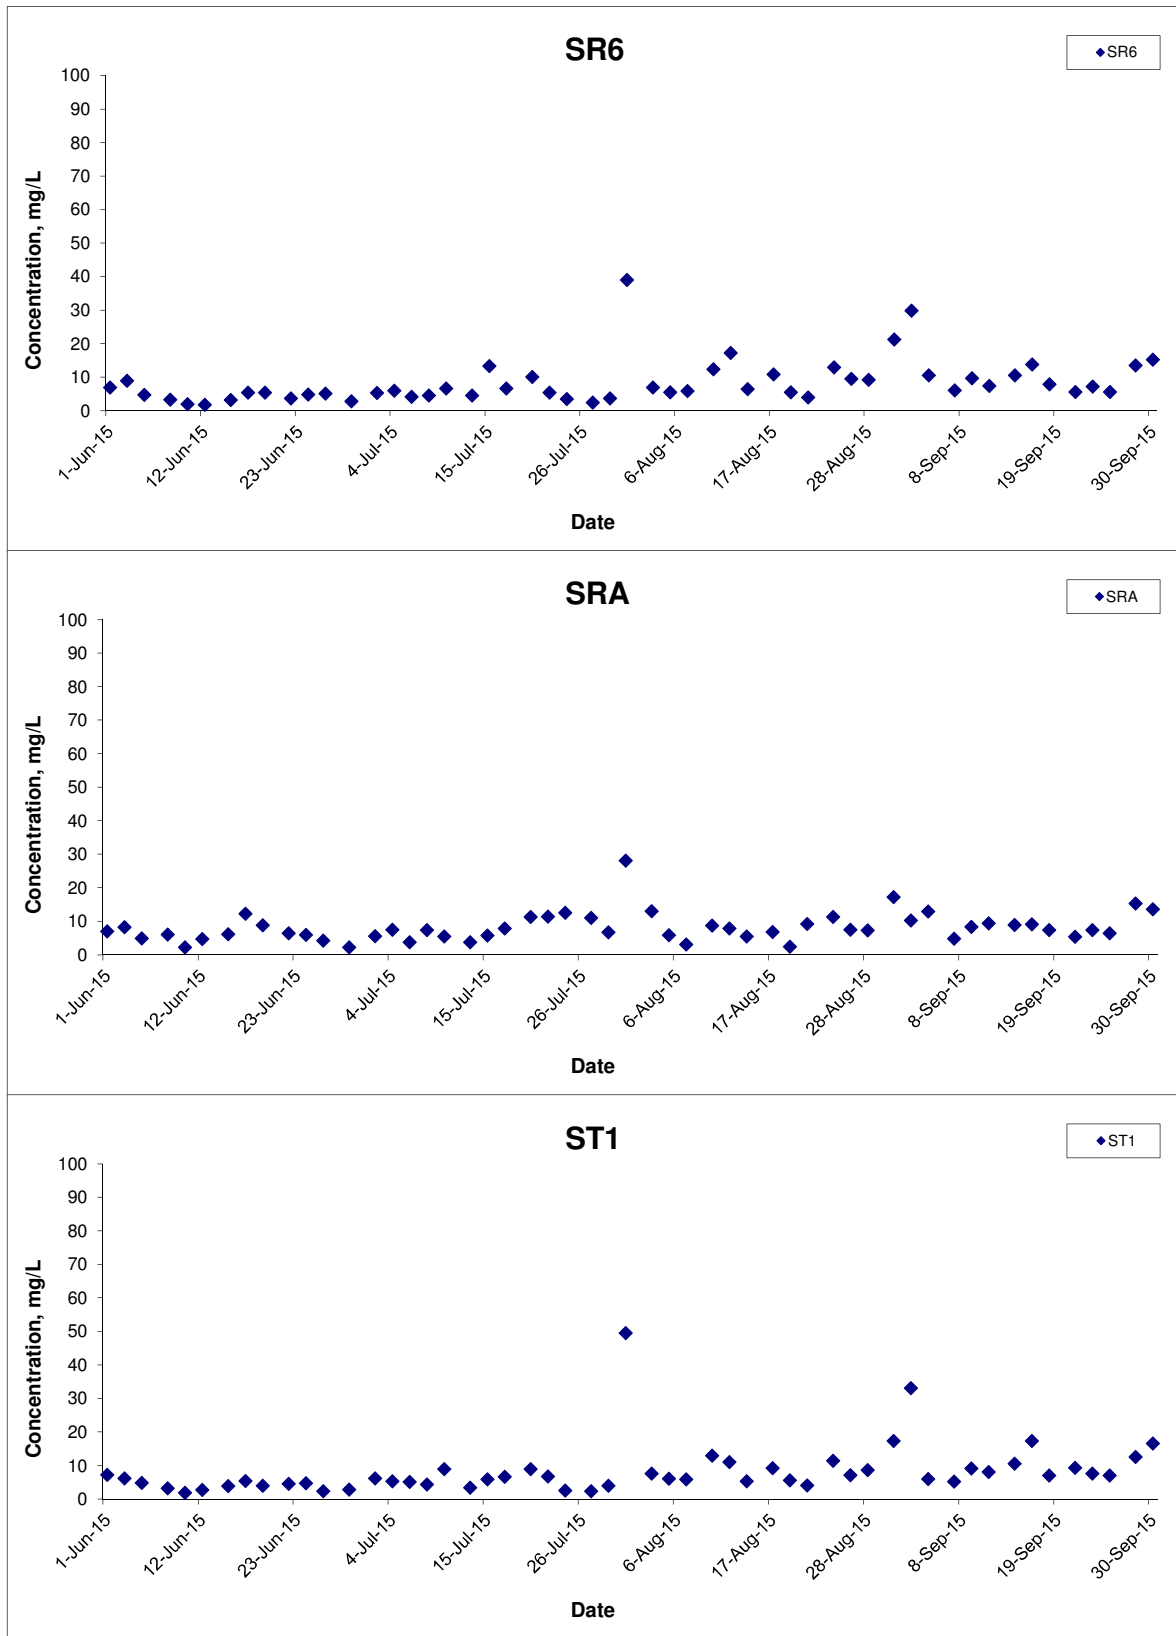 SR6
SR6
100
90
80
70
60
50
40
30
20
10
0
Concentration, mg/L
1-Jun-15
12-Jun-15
23-Jun-15
4-Jul-15
15-Jul-15
26-Jul-15
6-Aug-15
17-Aug-15
28-Aug-15
8-Sep-15
19-Sep-15
30-Sep-15
Date
SRA
SRA
100
90
80
70
60
50
40
30
20
10
0
Concentration, mg/L
1-Jun-15
12-Jun-15
23-Jun-15
4-Jul-15
15-Jul-15
26-Jul-15
6-Aug-15
17-Aug-15
28-Aug-15
8-Sep-15
19-Sep-15
30-Sep-15
Date
ST1
ST1
100
90
80
70
60
50
40
30
20
10
0
Concentration, mg/L
1-Jun-15
12-Jun-15
23-Jun-15
4-Jul-15
15-Jul-15
26-Jul-15
6-Aug-15
17-Aug-15
28-Aug-15
8-Sep-15
19-Sep-15
30-Sep-15
Date